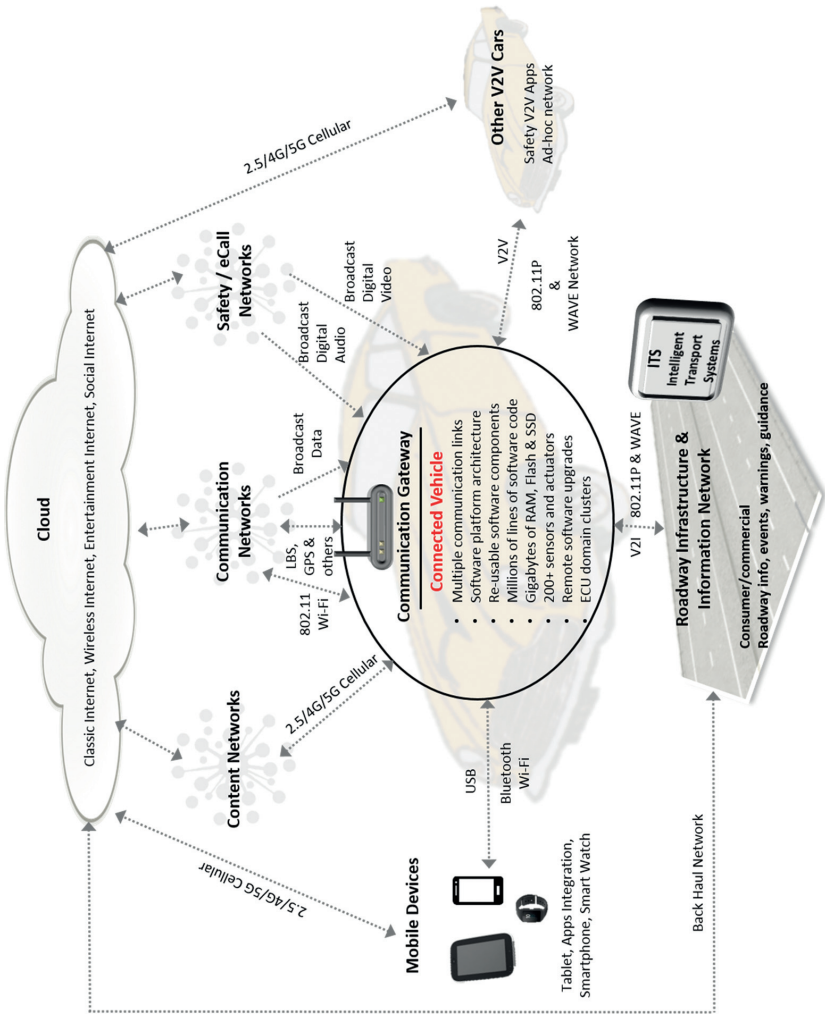 Cloud
Classic Internet, Wireless Internet, Entertainment Internet, Social Internet
2.5/4G/5G Cellular
Content Networks
Communication
Networks
Safety / eCall
Networks
2.5/4G/5G Cellular
2.5/4G/5G Cellular
802.11
Wi-Fi
LBS,
GPS &
others
Broadcast
Data
Broadcast
Digital
Audio
Broadcast
Digital
Video
Mobile Devices
Tablet, Apps Integration,
Smartphone, Smart Watch
USB
Bluetooth
Wi-Fi
Communication Gateway
Connected Vehicle
• Multiple communication links
• Software platform architecture
• Re-usable software components
• Millions of lines of software code
• Gigabytes of RAM, Flash & SSD
• 200+ sensors and actuators
• Remote software upgrades
• ECU domain clusters
V2V
802.11P
&
WAVE Network
Other V2V Cars
Safety V2V Apps
Ad-hoc network
V2I
802.11P & WAVE
Back Haul Network
Roadway Infrastructure &
Information Network
Consumer/commercial
Roadway info, events, warnings, guidance
ITS
Intelligent
Transport
Systems